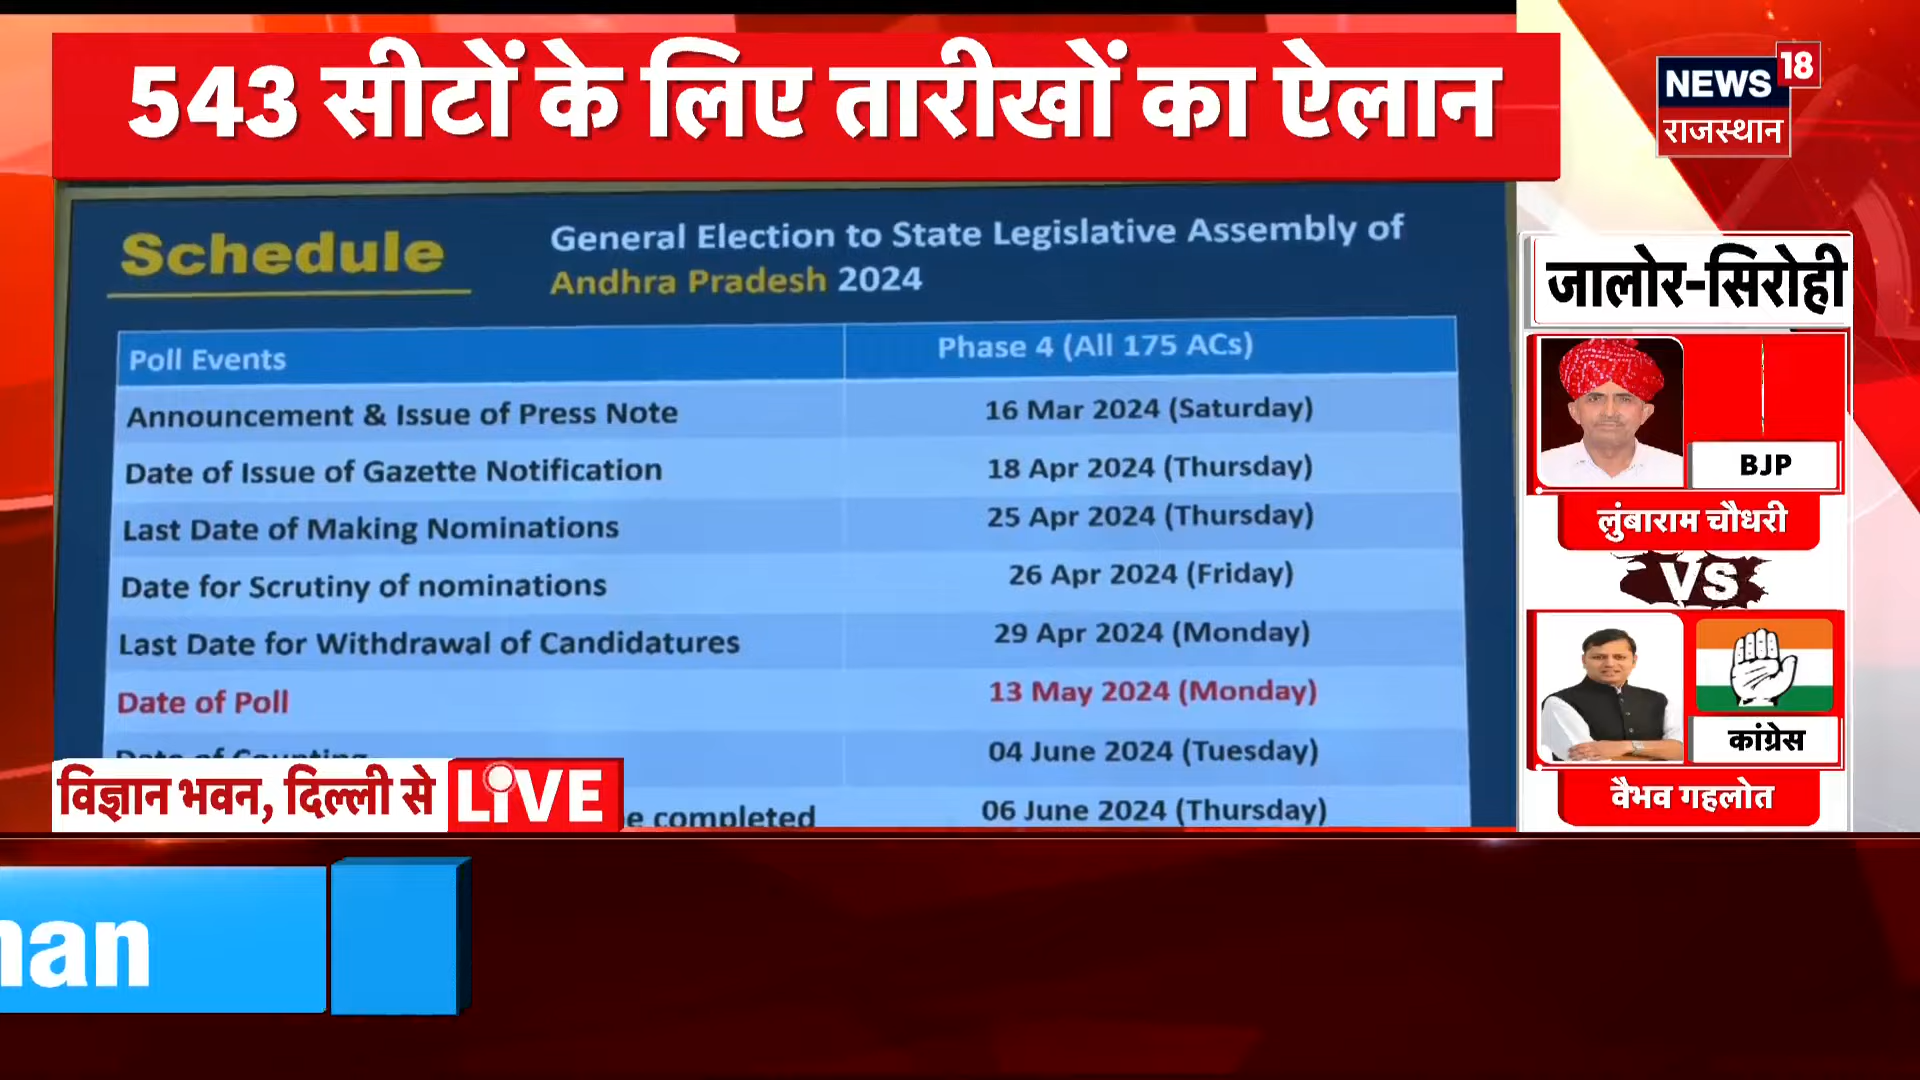 543 सीटों के लिए तारीखों का ऐलान
NEWS 18
राजस्थान
Schedule
General Election to State Legislative Assembly of
Andhra Pradesh 2024
Poll Events Phase 4 (All 175 ACs)
Announcement & Issue of Press Note 16 Mar 2024 (Saturday)
Date of Issue of Gazette Notification 18 Apr 2024 (Thursday)
Last Date of Making Nominations 25 Apr 2024 (Thursday)
Date for Scrutiny of nominations 26 Apr 2024 (Friday)
Last Date for Withdrawal of Candidatures 29 Apr 2024 (Monday)
Date of Poll 13 May 2024 (Monday)
Date of Counting 04 June 2024 (Tuesday)
completed 06 June 2024 (Thursday)
विज्ञान भवन, दिल्ली से LIVE
जालोर-सिरोही
BJP
लुंबाराम चौधरी
VS
कांग्रेस
वैभव गहलोत